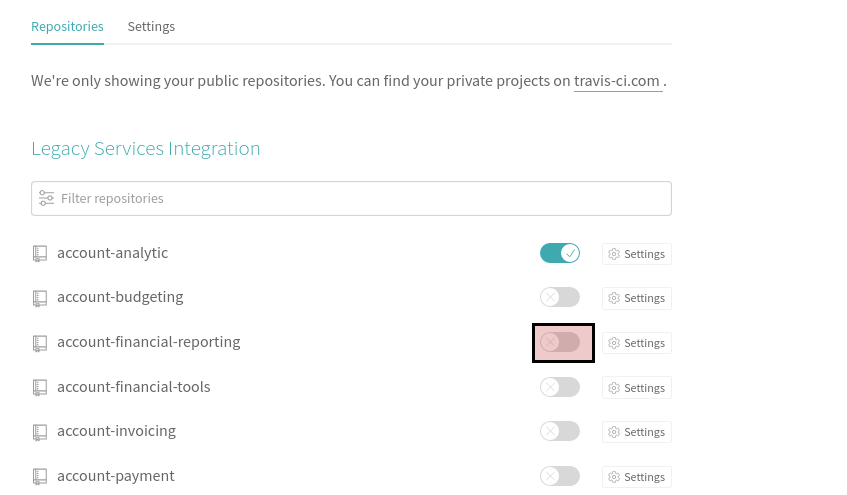 Repositories Settings
We're only showing your public repositories. You can find your private projects on travis-ci.com .
Legacy Services Integration
Filter repositories
account-analytic Settings
account-budgeting Settings
account-financial-reporting Settings
account-financial-tools Settings
account-invoicing Settings
account-payment Settings